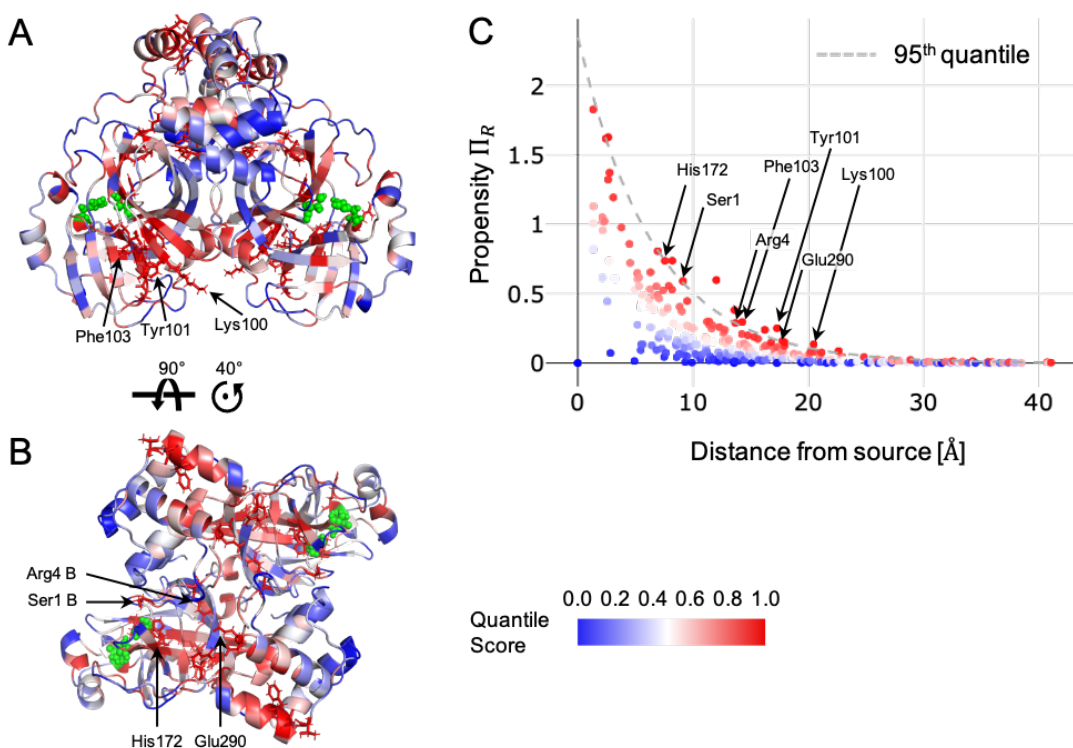 A
Phe103
Tyr101
Lys100
90°
40°
B
Arg4 B
Ser1 B
His172
Glu290
C
95th quantile
Propensity Π_R
2
1.5
1
0.5
0
His172
Ser1
Phe103
Tyr101
Lys100
Arg4
Glu290
0
10
20
30
40
Distance from source [Å]
0.0 0.2 0.4 0.6 0.8 1.0
Quantile
Score